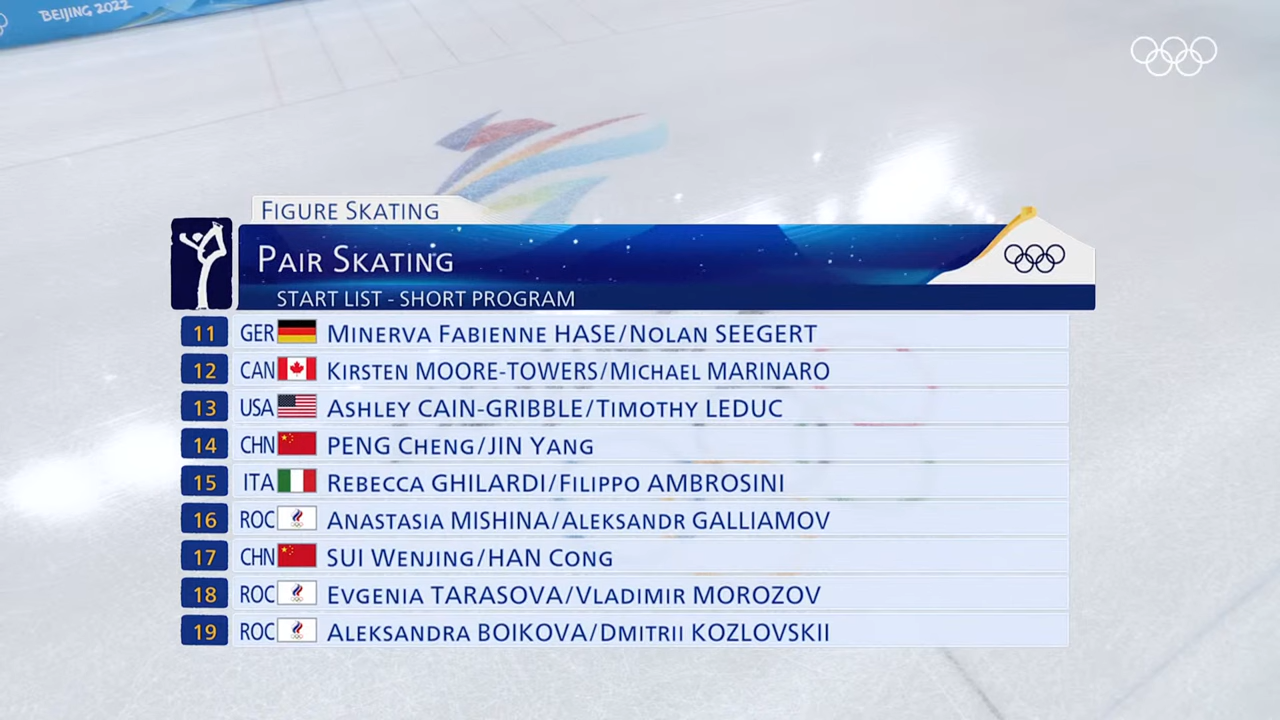 BEIJING 2022
FIGURE SKATING
PAIR SKATING
START LIST - SHORT PROGRAM
11 GER MINERVA FABIENNE HASE/NOLAN SEEGERT
12 CAN KIRSTEN MOORE-TOWERS/MICHAEL MARINARO
13 USA ASHLEY CAIN-GRIBBLE/TIMOTHY LEDUC
14 CHN PENG CHENG/JIN YANG
15 ITA REBECCA GHILARDI/FILIPPO AMBROSINI
16 ROC ANASTASIA MISHINA/ALEKSANDR GALLIAMOV
17 CHN SUI WENJING/HAN CONG
18 ROC EVGENIA TARASOVA/VLADIMIR MOROZOV
19 ROC ALEKSANDRA BOIKOVA/DMITRII KOZLOVSKII